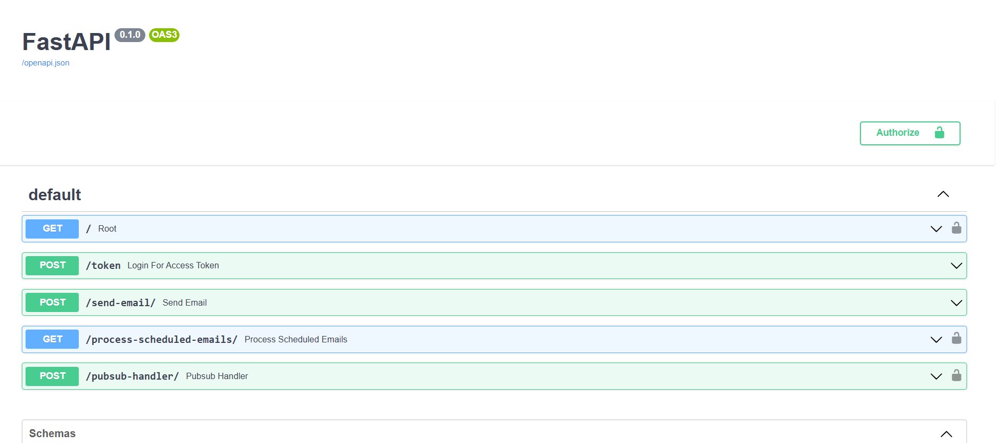 FastAPI 0.1.0 OAS3
/openapi.json
Authorize
default
GET / Root
POST /token Login For Access Token
POST /send-email/ Send Email
GET /process-scheduled-emails/ Process Scheduled Emails
POST /pubsub-handler/ Pubsub Handler
Schemas